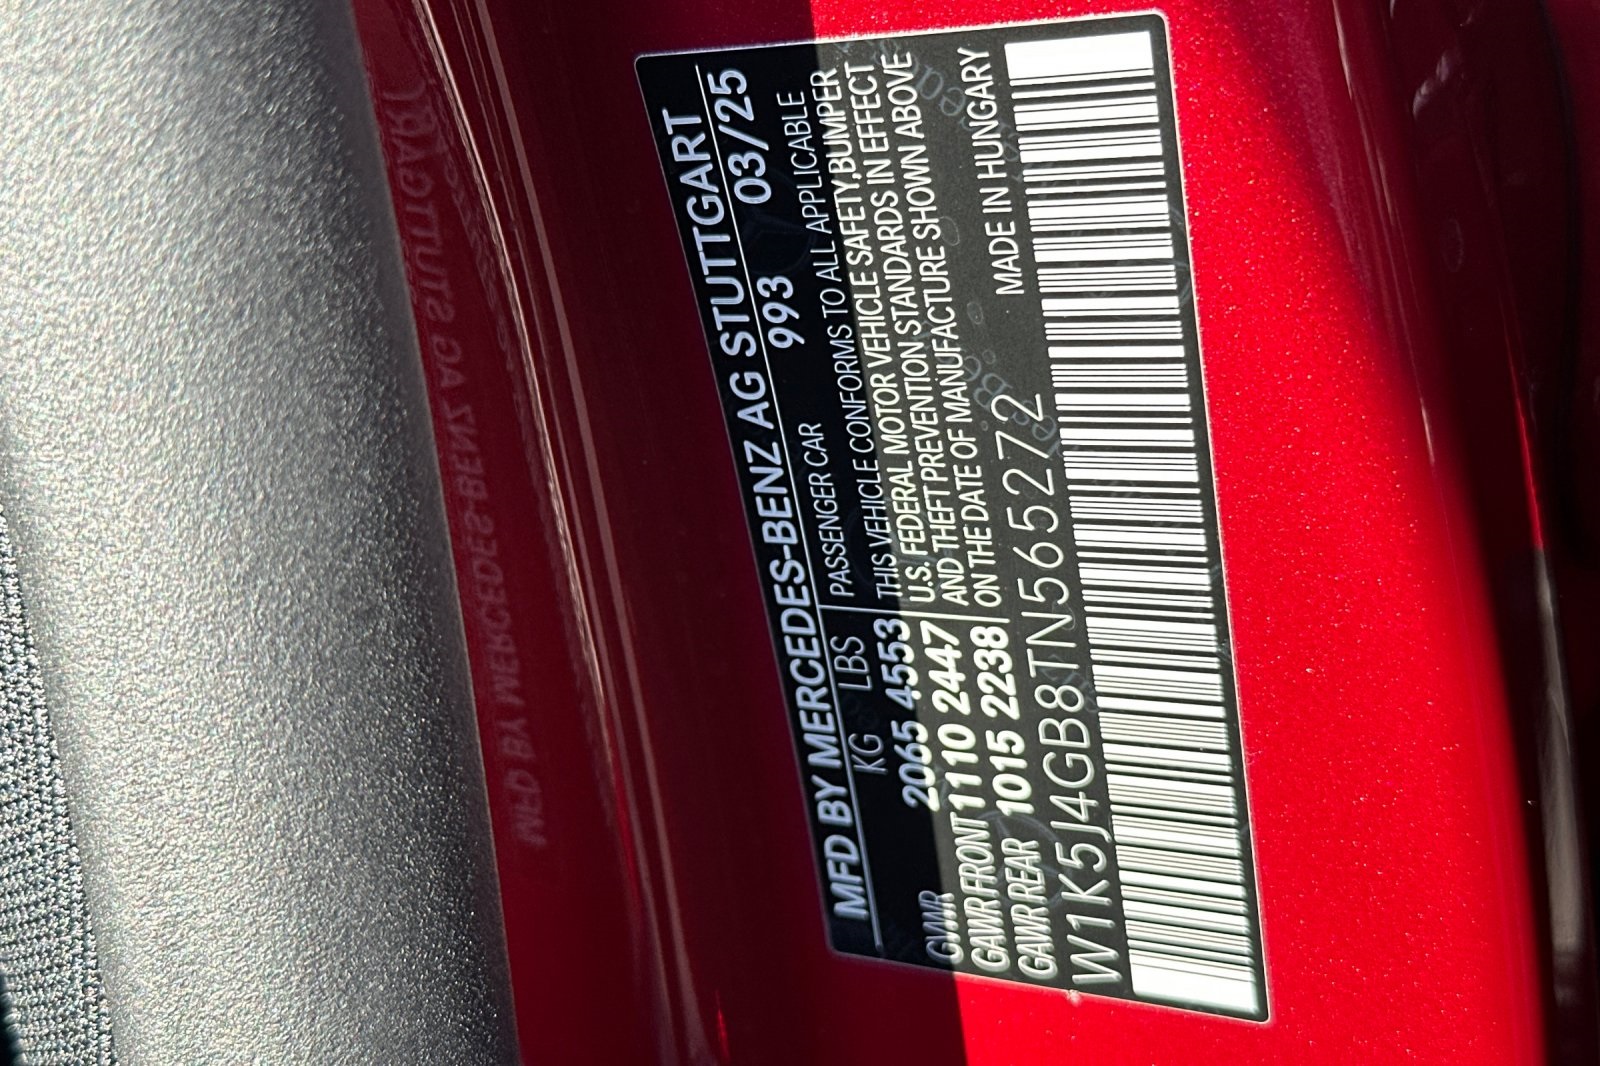 MFD BY MERCEDES-BENZ AG STUTTGART
KG LBS
993 03/25
PASSENGER CAR
GVWR 2065 4553
GAWR FRONT 1110 2447
GAWR REAR 1015 2238
THIS VEHICLE CONFORMS TO ALL APPLICABLE
U.S. FEDERAL MOTOR VEHICLE SAFETY,BUMPER
AND THEFT PREVENTION STANDARDS IN EFFECT
ON THE DATE OF MANUFACTURE SHOWN ABOVE
W1K5J4GB8TN565272
MADE IN HUNGARY